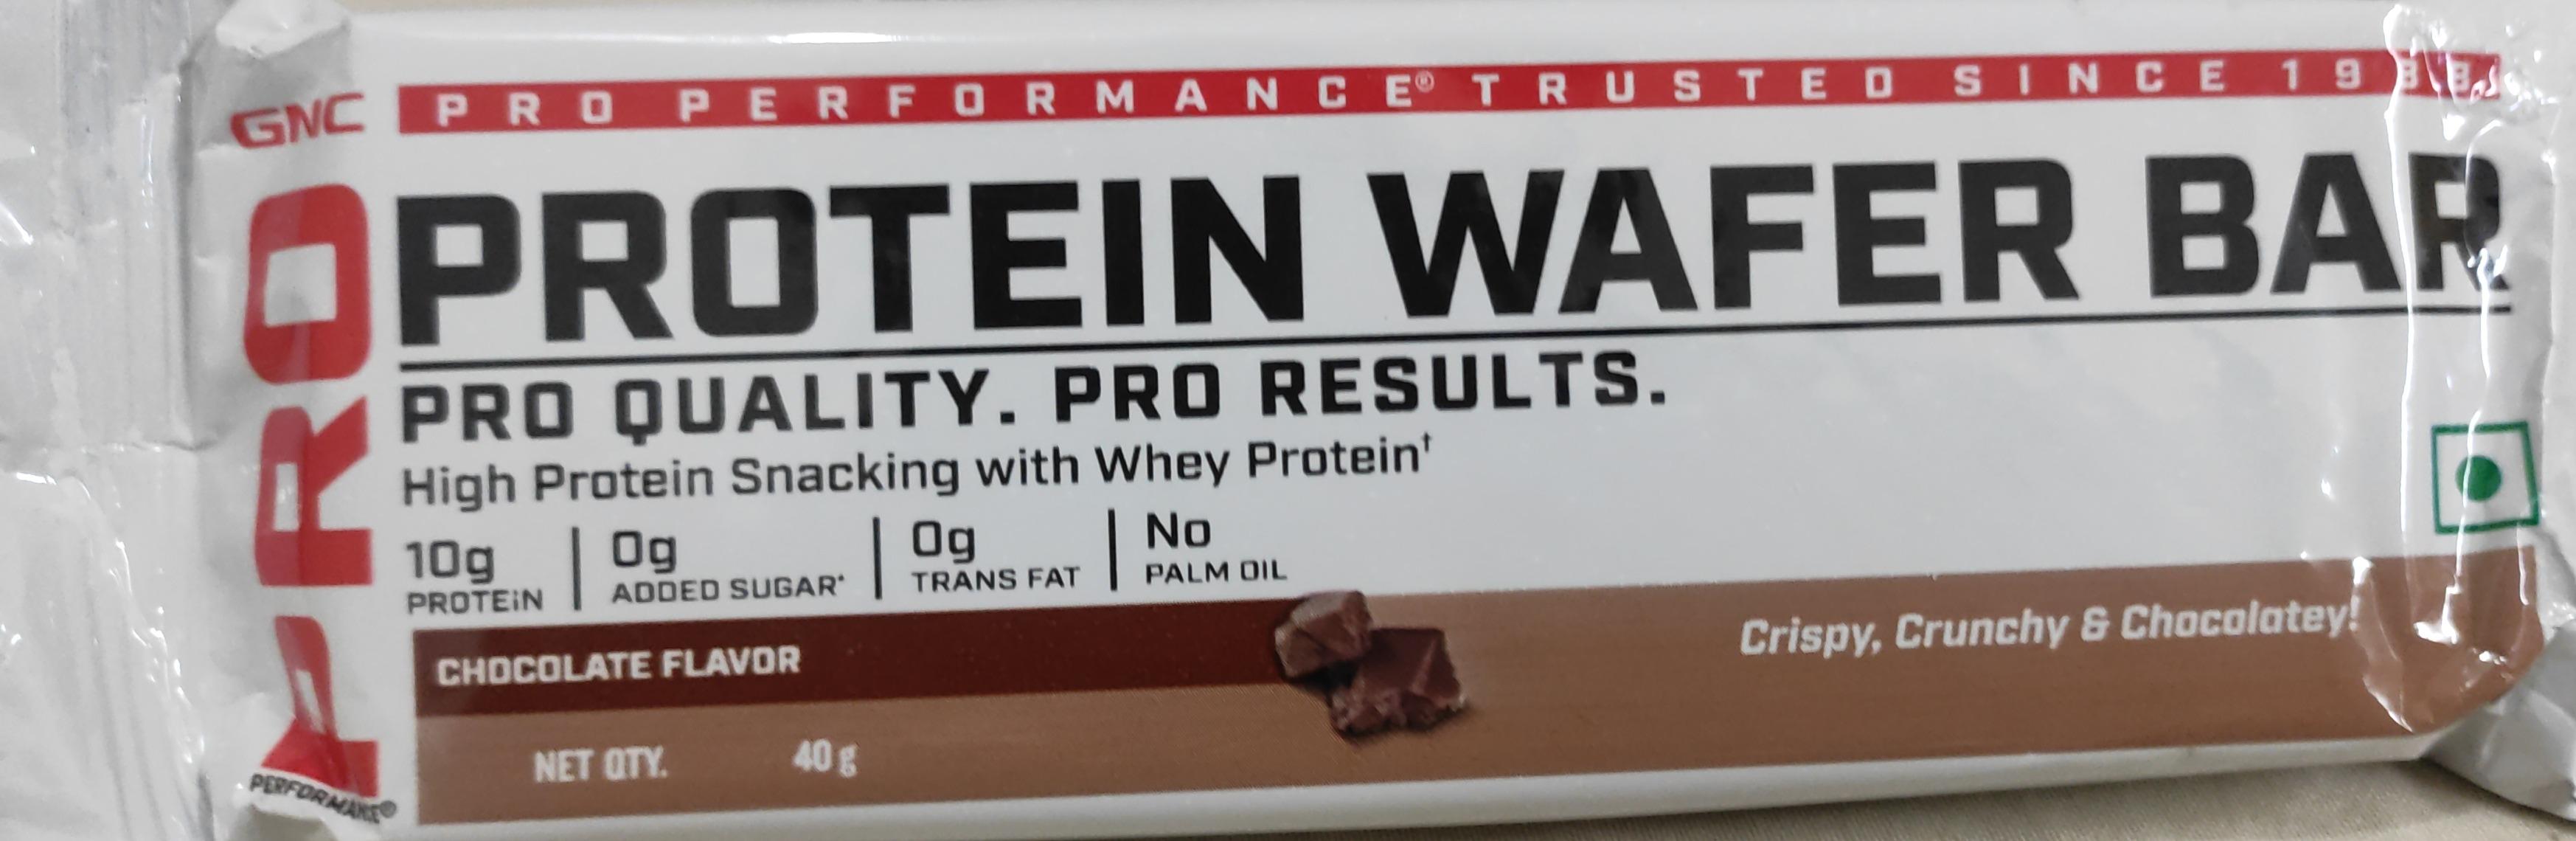 GNC
PRO PERFORMANCE® TRUSTED SINCE 19
PRO
PERFORMANCE®
PROTEIN WAFER BAR
PRO QUALITY. PRO RESULTS.
High Protein Snacking with Whey Protein†
10g PROTEIN | 0g ADDED SUGAR* | 0g TRANS FAT | No PALM OIL
CHOCOLATE FLAVOR
Crispy, Crunchy & Chocolatey!
NET QTY. 40 g